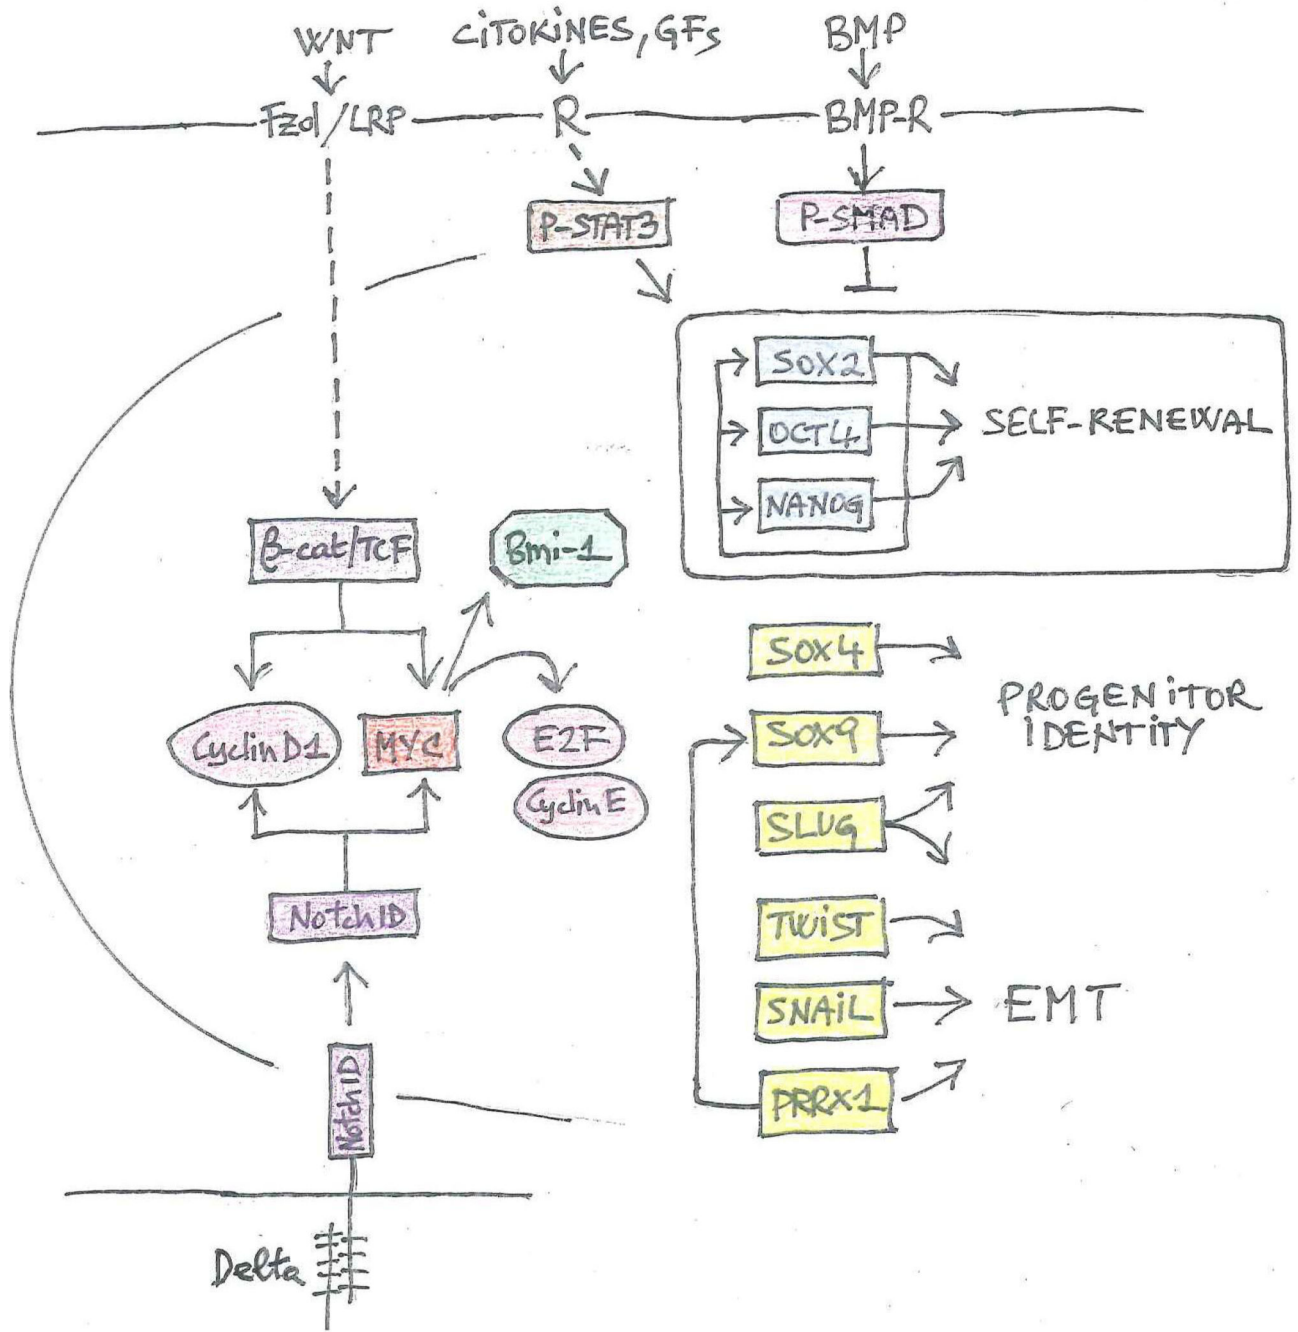 WNT
CiTOKiNES, GFs
BMP
Fzd/LRP
R
BMP-R
P-STAT3
P-SMAD
SOX2
OCT4
NANOG
SELF-RENEWAL
β-cat/TCF
Bmi-1
CyclinD1
MYC
E2F
CyclinE
SOX4
SOX9
SLUG
PROGENiTOR
iDENTiTY
NotchID
TWiST
SNAiL
PRRX1
EMT
NotchID
Delta